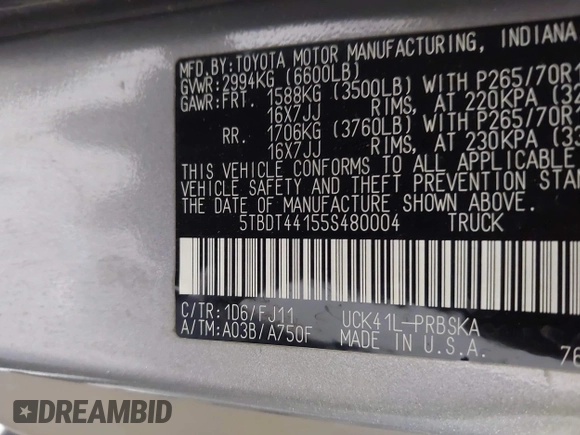 MFD.BY: TOYOTA MOTOR MANUFACTURING, INDIANA
GVWR: 2994KG (6600LB)
GAWR: FRT. 1588KG (3500LB) WITH P265/70R1
16X7JJ RIMS, AT 220KPA (32
RR. 1706KG (3760LB) WITH P265/70R
16X7JJ RIMS, AT 230KPA (33
THIS VEHICLE CONFORMS TO ALL APPLICABLE
VEHICLE SAFETY AND THEFT PREVENTION STAN
THE DATE OF MANUFACTURE SHOWN ABOVE.
5TBDT44155S480004 TRUCK
C/TR: 1D6/FJ11 UCK41L-PRBSKA
A/TM: A03B/A750F MADE IN U.S.A. 76
DREAMBID